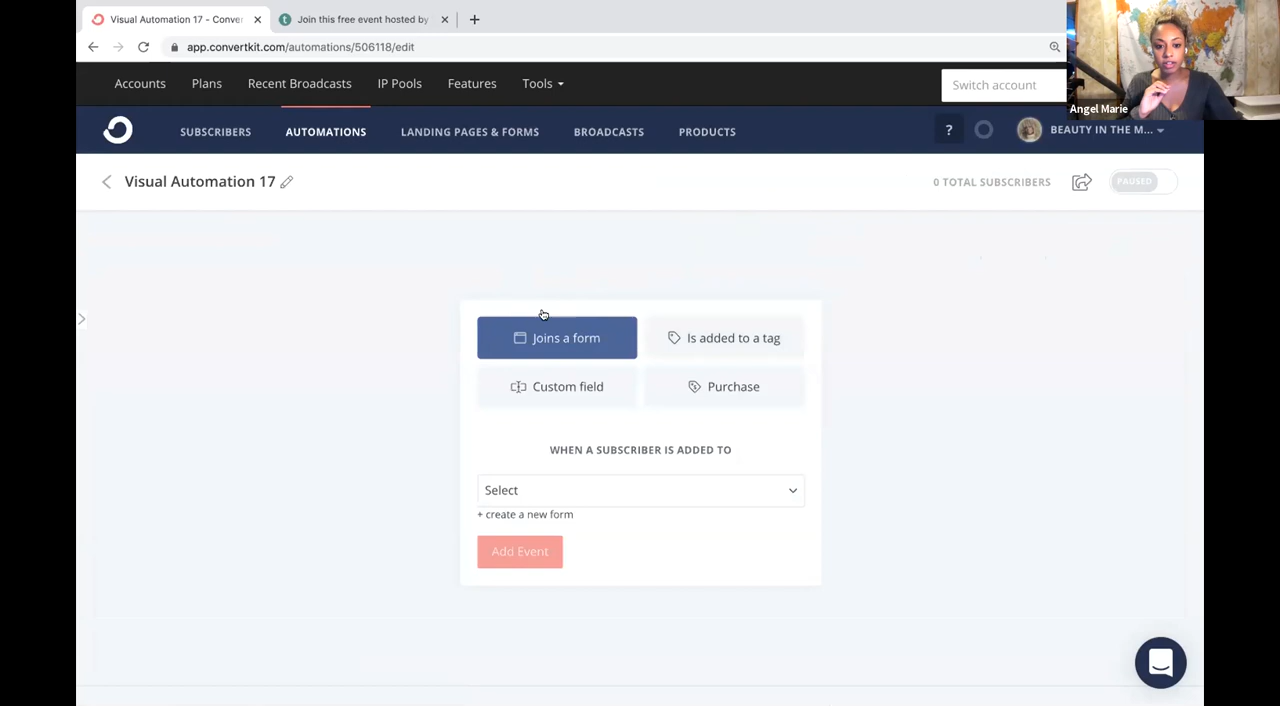 Visual Automation 17 - Conve
Join this free event hosted by
app.convertkit.com/automations/506118/edit
Angel Marie
Accounts
Plans
Recent Broadcasts
IP Pools
Features
Tools
Switch account
SUBSCRIBERS
AUTOMATIONS
LANDING PAGES & FORMS
BROADCASTS
PRODUCTS
?
BEAUTY IN THE M...
Visual Automation 17
0 TOTAL SUBSCRIBERS
PAUSED
Joins a form
Is added to a tag
Custom field
Purchase
WHEN A SUBSCRIBER IS ADDED TO
Select
+ create a new form
Add Event